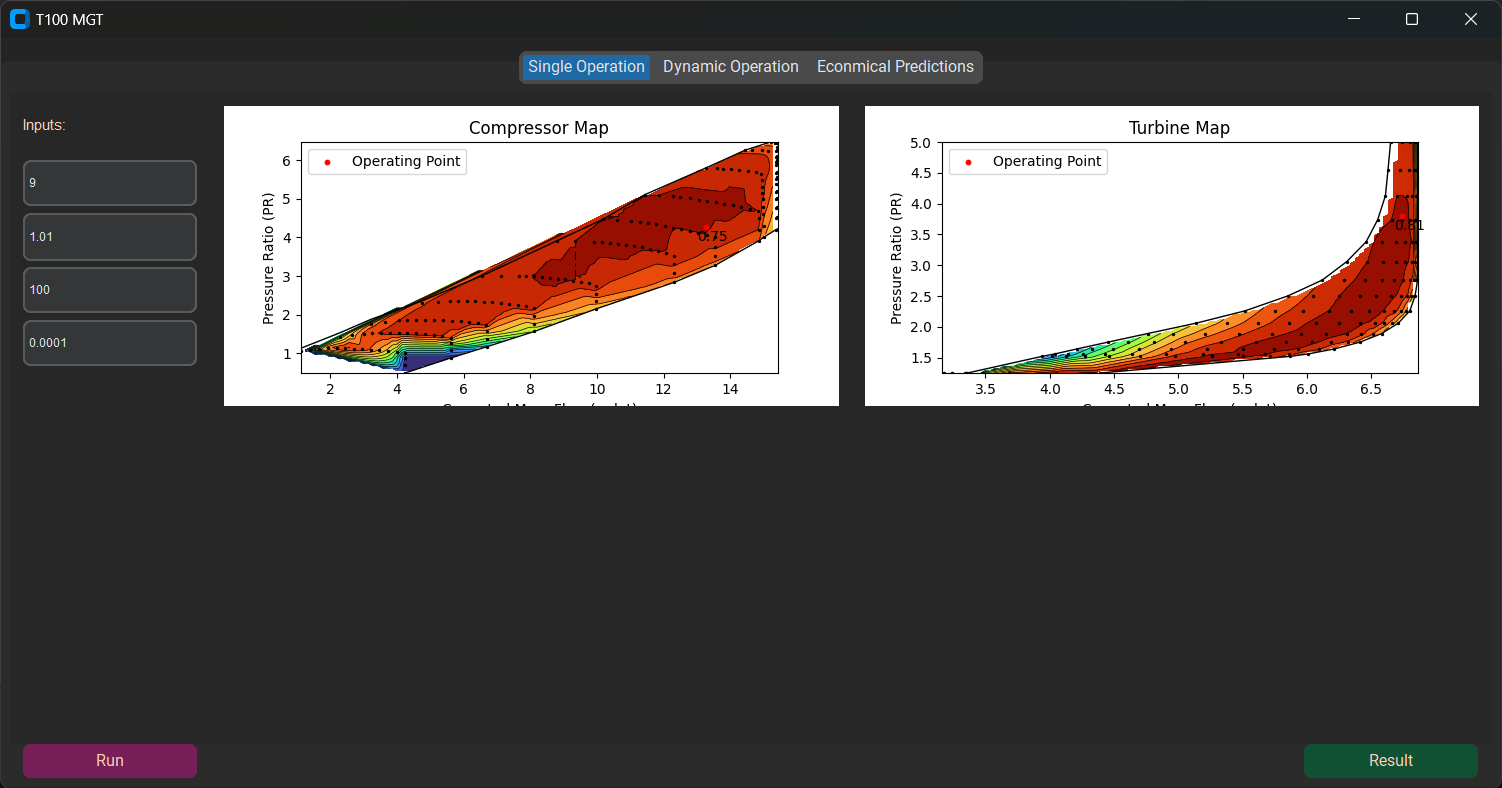 T100 MGT
Single Operation Dynamic Operation Econmical Predictions
Inputs:
9
1.01
100
0.0001
Compressor Map
Operating Point
Pressure Ratio (PR)
6
5
4
3
2
1
0.75
2 4 6 8 10 12 14
Turbine Map
Operating Point
Pressure Ratio (PR)
5.0
4.5
4.0
3.5
3.0
2.5
2.0
1.5
0.81
3.5 4.0 4.5 5.0 5.5 6.0 6.5
Run
Result